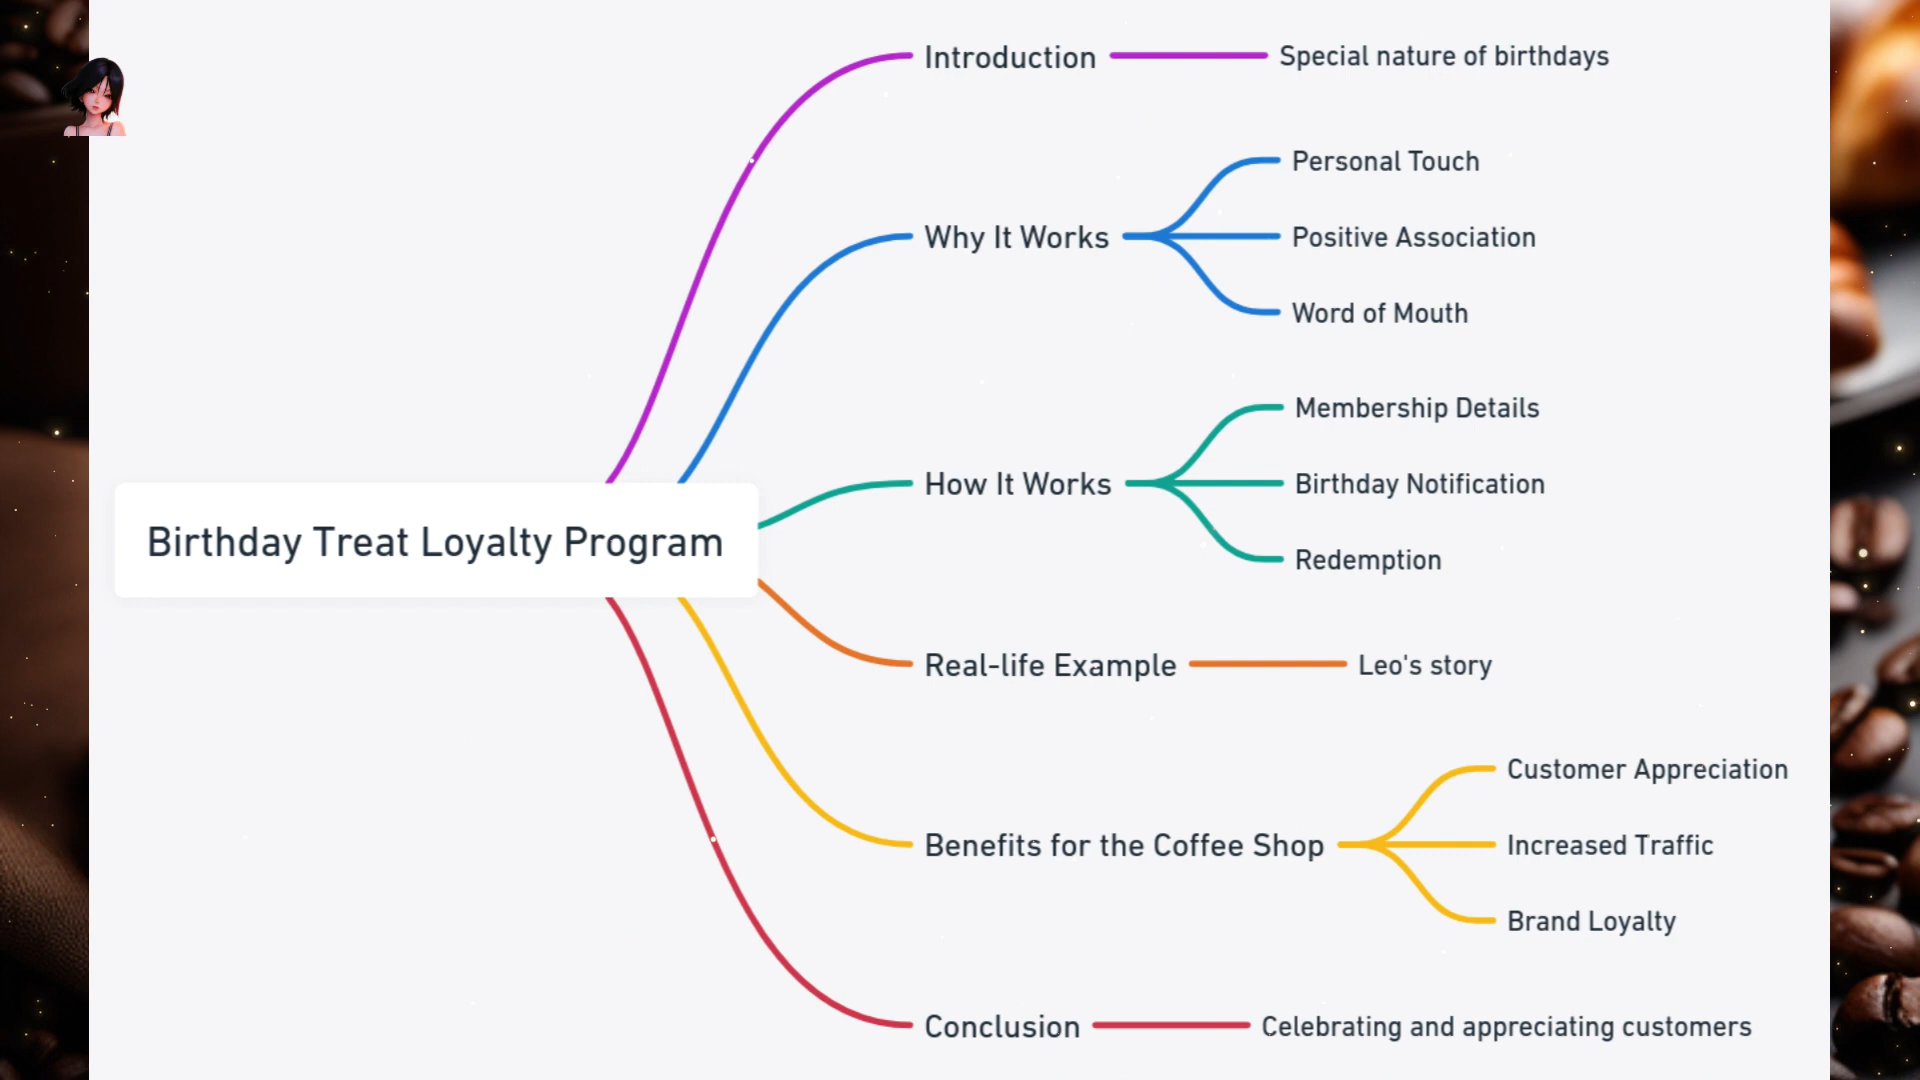 Introduction
Special nature of birthdays
Why It Works
Personal Touch
Positive Association
Word of Mouth
Birthday Treat Loyalty Program
How It Works
Membership Details
Birthday Notification
Redemption
Real-life Example
Leo's story
Benefits for the Coffee Shop
Customer Appreciation
Increased Traffic
Brand Loyalty
Conclusion
Celebrating and appreciating customers